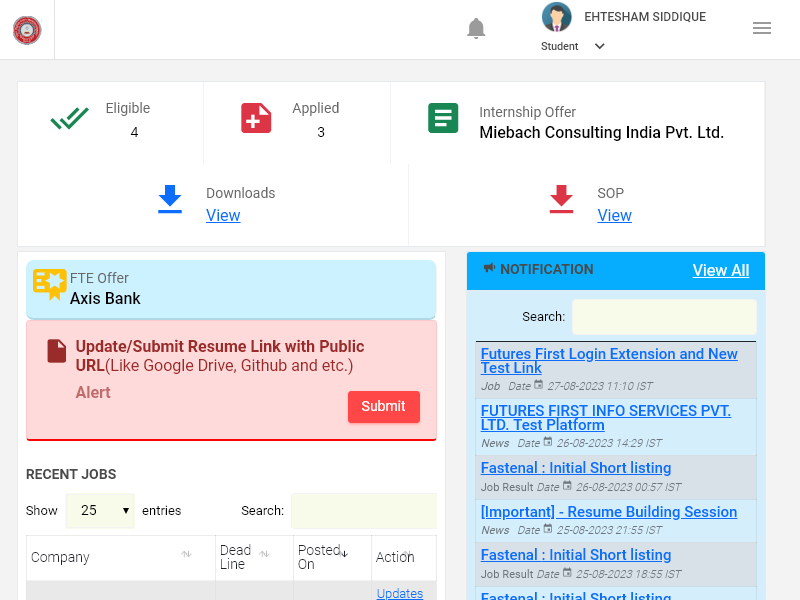 EHTESHAM SIDDIQUE
Student
Eligible
4
Applied
3
Internship Offer
Miebach Consulting India Pvt. Ltd.
Downloads
View
SOP
View
FTE Offer
Axis Bank
Update/Submit Resume Link with Public
URL(Like Google Drive, Github and etc.)
Alert
Submit
RECENT JOBS
Show 25 entries Search:
Company Dead Line Posted On Action
Updates
NOTIFICATION View All
Search:
Futures First Login Extension and New
Test Link
Job Date 27-08-2023 11:10 IST
FUTURES FIRST INFO SERVICES PVT.
LTD. Test Platform
News Date 26-08-2023 14:29 IST
Fastenal : Initial Short listing
Job Result Date 26-08-2023 00:57 IST
[Important] - Resume Building Session
News Date 25-08-2023 21:55 IST
Fastenal : Initial Short listing
Job Result Date 25-08-2023 18:55 IST
Fastenal : Initial Short listing